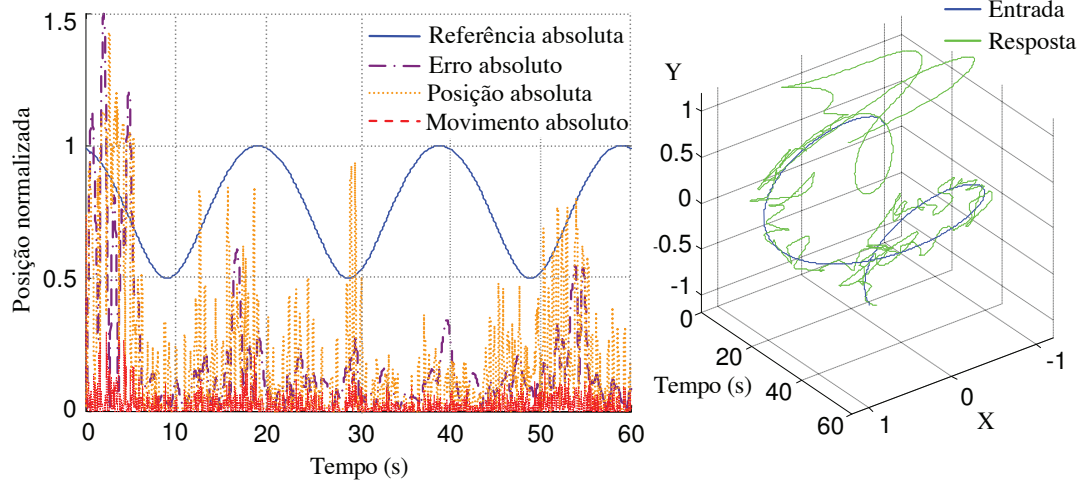 1.5
1
0.5
0
Posição normalizada
Referência absoluta
Erro absoluto
Posição absoluta
Movimento absoluto
0 10 20 30 40 50 60
Tempo (s)
Entrada
Resposta
Y
1
0.5
0
-0.5
-1
0
20
40
60
Tempo (s)
1
0
-1
X